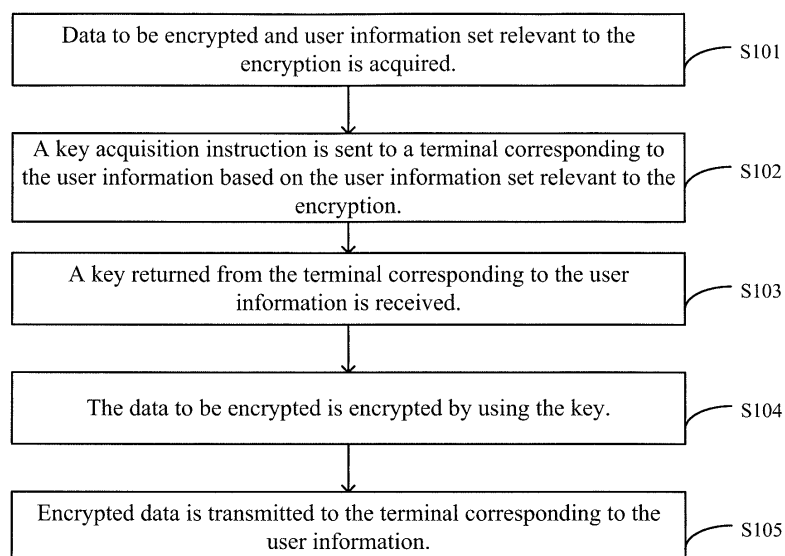 Data to be encrypted and user information set relevant to the
encryption is acquired.
S101
A key acquisition instruction is sent to a terminal corresponding to
the user information based on the user information set relevant to the
encryption.
S102
A key returned from the terminal corresponding to the user
information is received.
S103
The data to be encrypted is encrypted by using the key.
S104
Encrypted data is transmitted to the terminal corresponding to the
user information.
S105